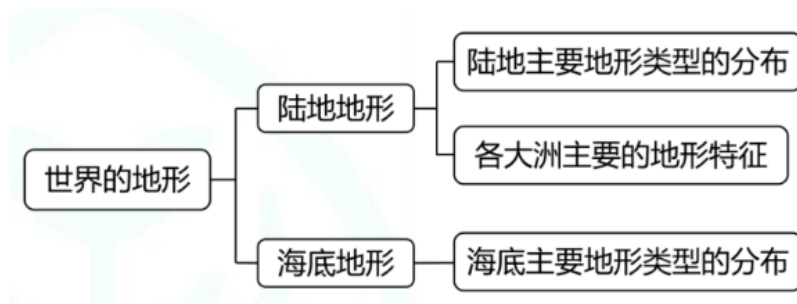 陆地主要地形类型的分布
陆地地形
各大洲主要的地形特征
世界的地形
海底地形
海底主要地形类型的分布